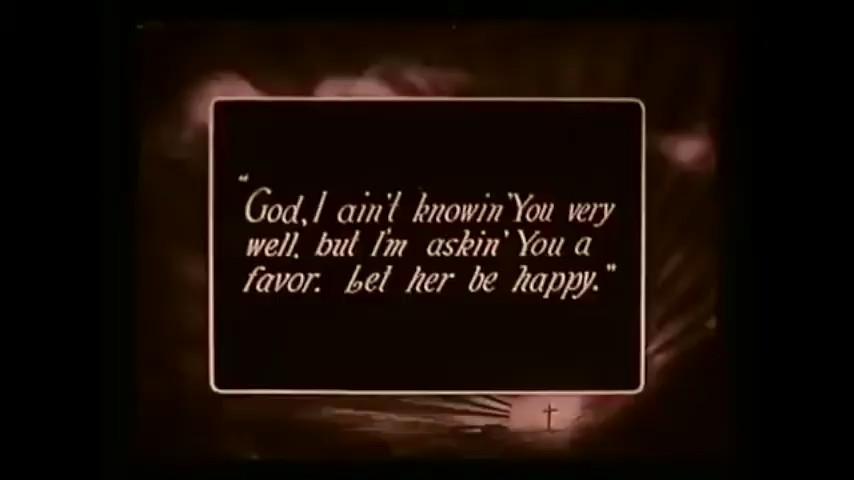 "God, I ain't knowin' You very
well. but I'm askin' You a
favor. Let her be happy."